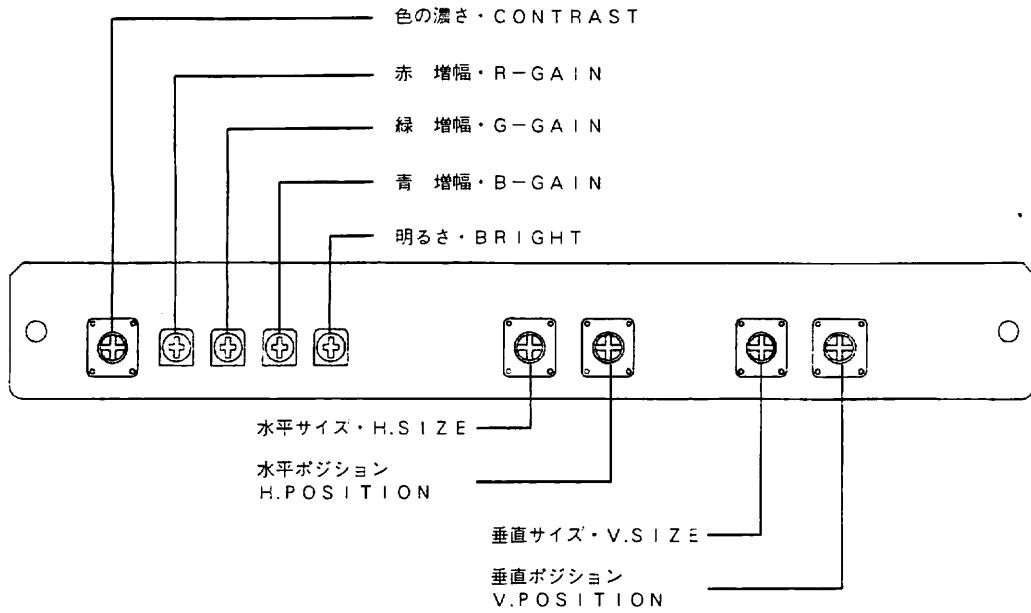 色の濃さ・CONTRAST
赤 増幅・R－GAIN
緑 増幅・G－GAIN
青 増幅・B－GAIN
明るさ・BRIGHT
水平サイズ・H.SIZE
水平ポジション
H.POSITION
垂直サイズ・V.SIZE
垂直ポジション
V.POSITION